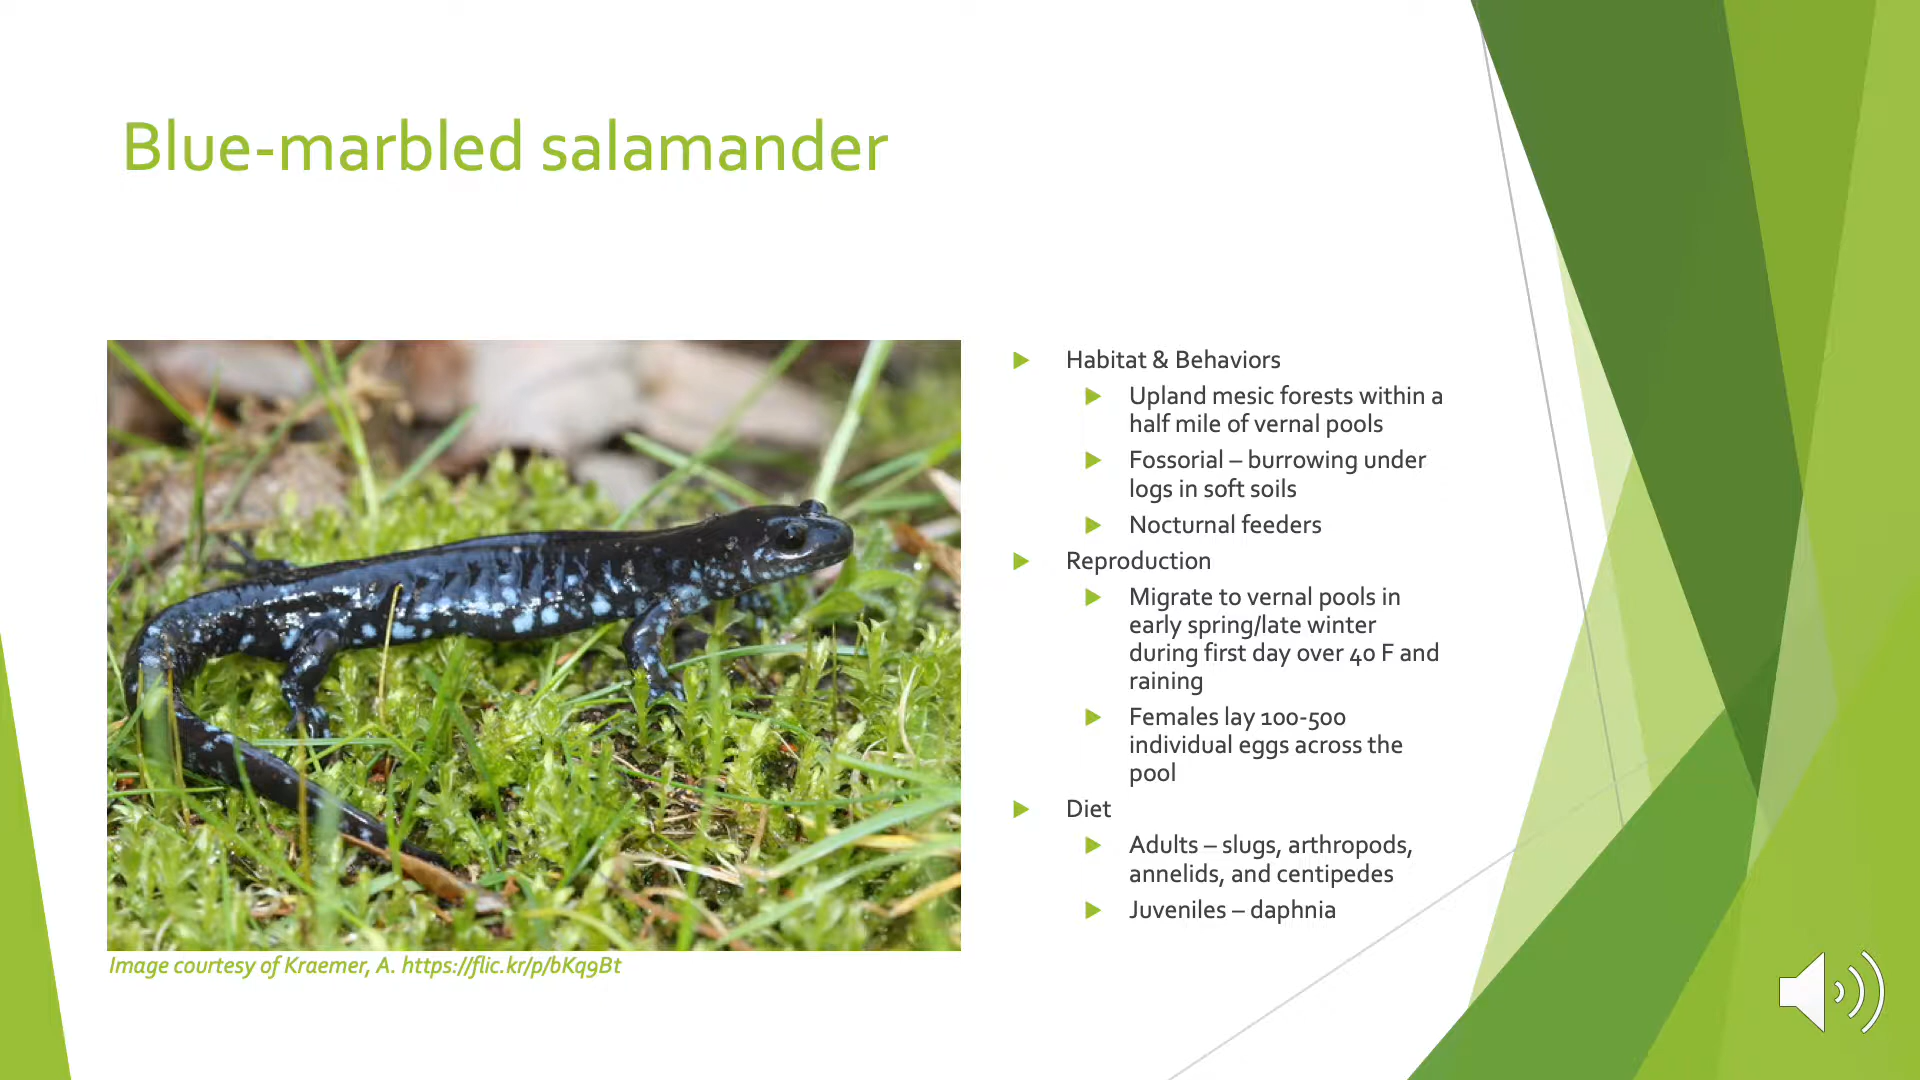 Blue-marbled salamander
Habitat & Behaviors
Upland mesic forests within a
half mile of vernal pools
Fossorial – burrowing under
logs in soft soils
Nocturnal feeders
Reproduction
Migrate to vernal pools in
early spring/late winter
during first day over 40 F and
raining
Females lay 100-500
individual eggs across the
pool
Diet
Adults – slugs, arthropods,
annelids, and centipedes
Juveniles – daphnia
Image courtesy of Kraemer, A. https://flic.kr/p/bKq9Bt